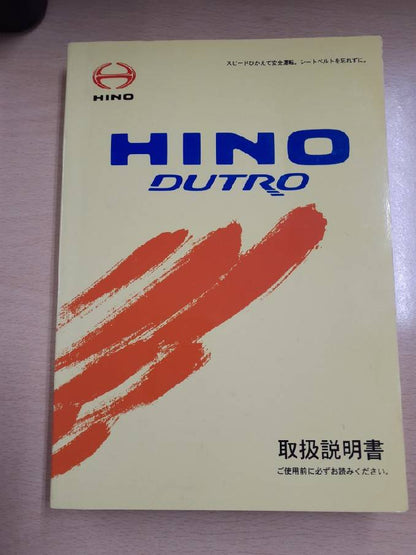 スピードひかえて安全運転。シートベルトを忘れずに。
HINO
HINO
DUTRO
取扱説明書
ご使用前に必ずお読みください。